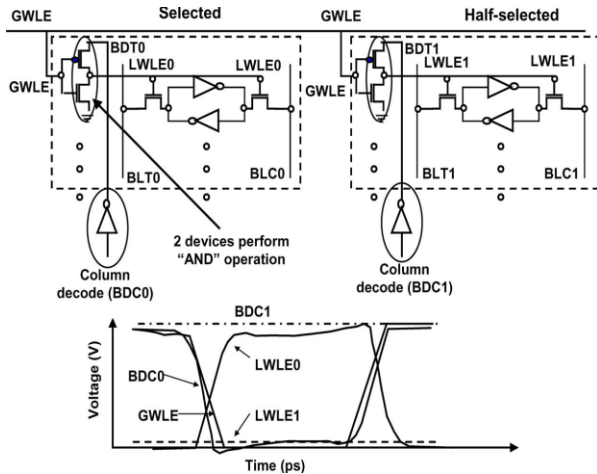 GWLE
Selected
Half-selected
BDT0
LWLE0
LWLE0
GWLE
BLT0
BLC0
BDT1
LWLE1
LWLE1
GWLE
BLT1
BLC1
2 devices perform
“AND” operation
Column
decode (BDC0)
Column
decode (BDC1)
BDC1
BDC0
LWLE0
GWLE
LWLE1
Voltage (V)
Time (ps)